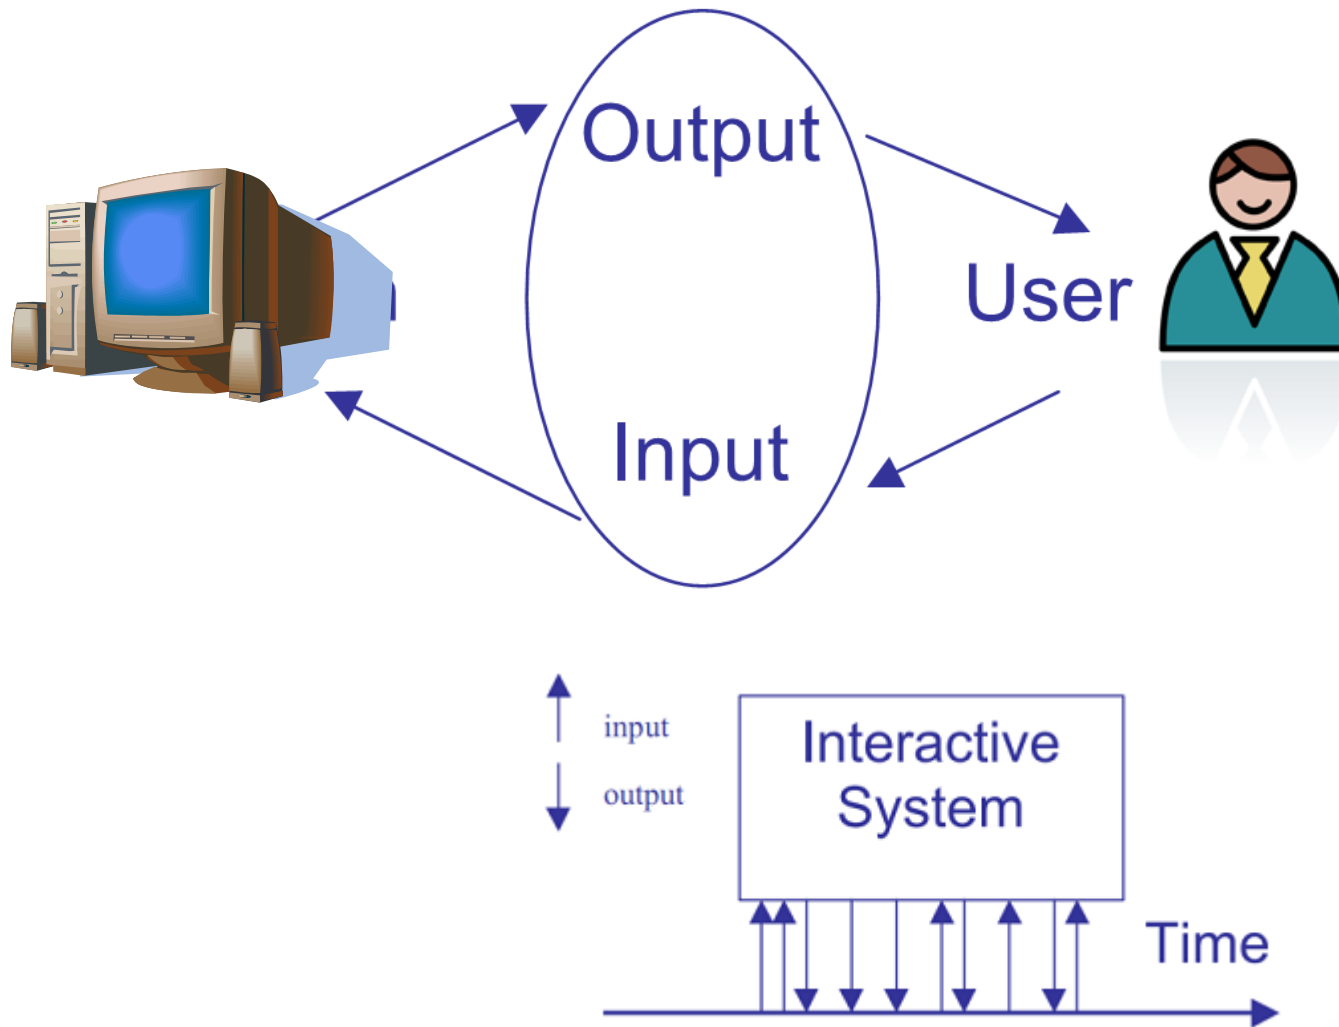 Output
User
Input
input
output
Interactive
System
Time